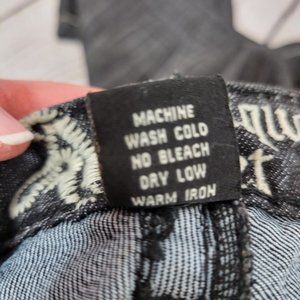 MACHINE
WASH COLD
NO BLEACH
DRY LOW
WARM IRON